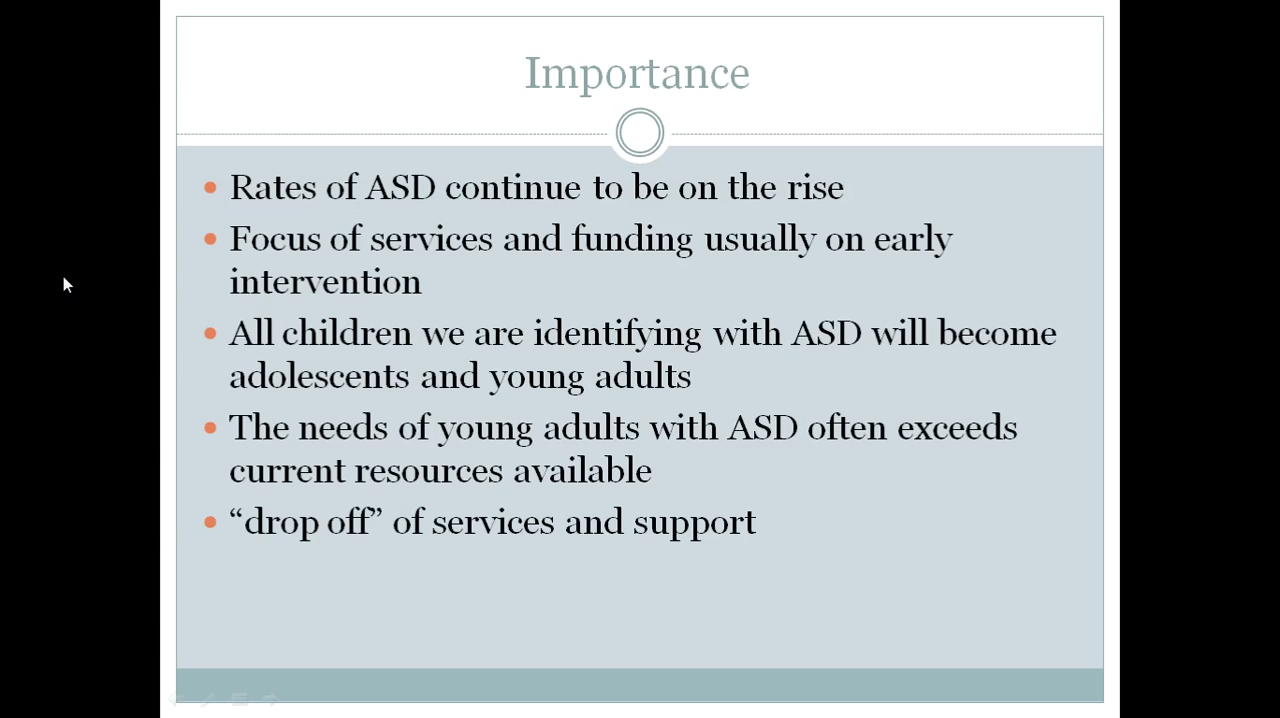 Importance
• Rates of ASD continue to be on the rise
• Focus of services and funding usually on early
intervention
• All children we are identifying with ASD will become
adolescents and young adults
• The needs of young adults with ASD often exceeds
current resources available
• “drop off” of services and support